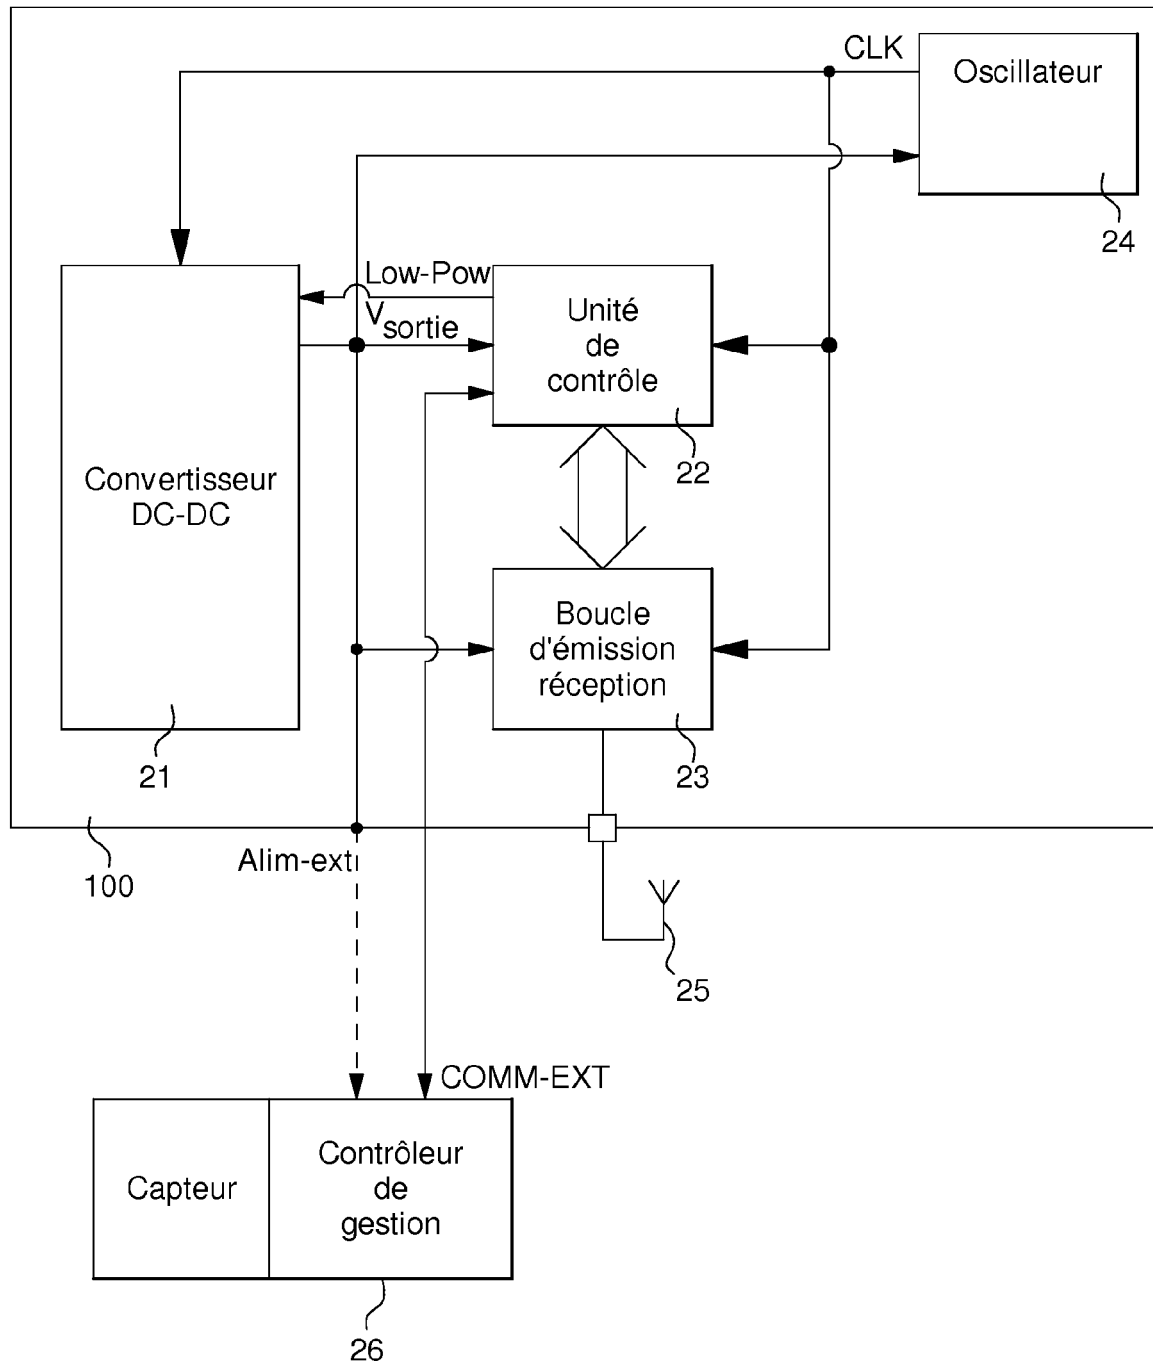 CLK
Oscillateur
24
Low-Pow
Vsortie
Unité
de
contrôle
22
Convertisseur
DC-DC
21
Boucle
d'émission
réception
23
100
Alim-ext
25
COMM-EXT
Capteur
Contrôleur
de
gestion
26